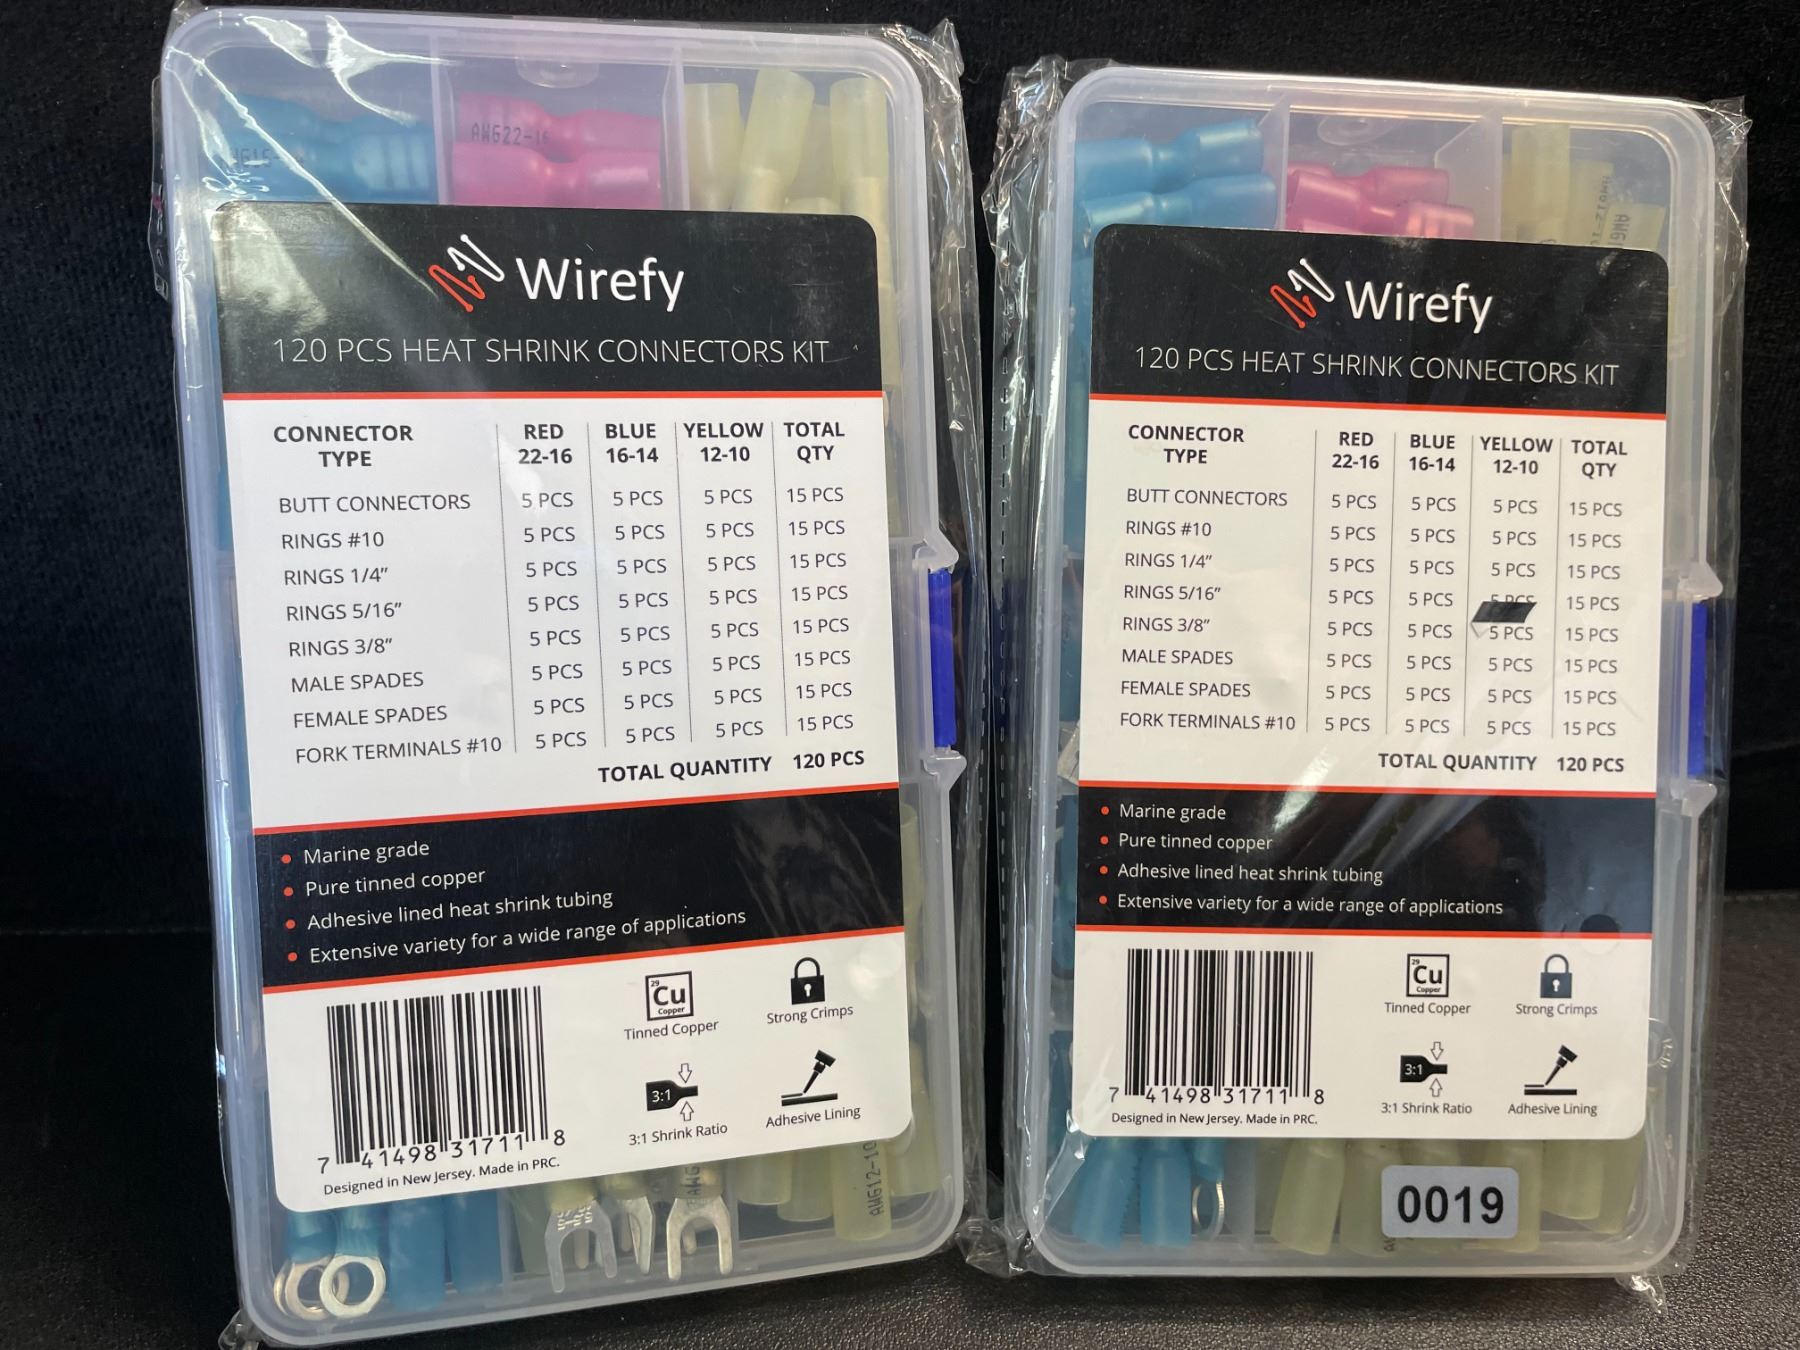 AWG22-16
Wirefy
120 PCS HEAT SHRINK CONNECTORS KIT
CONNECTOR TYPE RED 22-16 BLUE 16-14 YELLOW 12-10 TOTAL QTY
BUTT CONNECTORS 5 PCS 5 PCS 5 PCS 15 PCS
RINGS #10 5 PCS 5 PCS 5 PCS 15 PCS
RINGS 1/4” 5 PCS 5 PCS 5 PCS 15 PCS
RINGS 5/16” 5 PCS 5 PCS 5 PCS 15 PCS
RINGS 3/8” 5 PCS 5 PCS 5 PCS 15 PCS
MALE SPADES 5 PCS 5 PCS 5 PCS 15 PCS
FEMALE SPADES 5 PCS 5 PCS 5 PCS 15 PCS
FORK TERMINALS #10 5 PCS 5 PCS 5 PCS 15 PCS
TOTAL QUANTITY 120 PCS
Marine grade
Pure tinned copper
Adhesive lined heat shrink tubing
Extensive variety for a wide range of applications
29
Cu
Copper
Tinned Copper
Strong Crimps
3:1
3:1 Shrink Ratio
Adhesive Lining
7 41498 31711 8
Designed in New Jersey. Made in PRC.
AWG12-10
Wirefy
120 PCS HEAT SHRINK CONNECTORS KIT
CONNECTOR TYPE RED 22-16 BLUE 16-14 YELLOW 12-10 TOTAL QTY
BUTT CONNECTORS 5 PCS 5 PCS 5 PCS 15 PCS
RINGS #10 5 PCS 5 PCS 5 PCS 15 PCS
RINGS 1/4” 5 PCS 5 PCS 5 PCS 15 PCS
RINGS 5/16” 5 PCS 5 PCS 5 PCS 15 PCS
RINGS 3/8” 5 PCS 5 PCS 5 PCS 15 PCS
MALE SPADES 5 PCS 5 PCS 5 PCS 15 PCS
FEMALE SPADES 5 PCS 5 PCS 5 PCS 15 PCS
FORK TERMINALS #10 5 PCS 5 PCS 5 PCS 15 PCS
TOTAL QUANTITY 120 PCS
Marine grade
Pure tinned copper
Adhesive lined heat shrink tubing
Extensive variety for a wide range of applications
29
Cu
Copper
Tinned Copper
Strong Crimps
3:1
3:1 Shrink Ratio
Adhesive Lining
7 41498 31711 8
Designed in New Jersey. Made in PRC.
0019